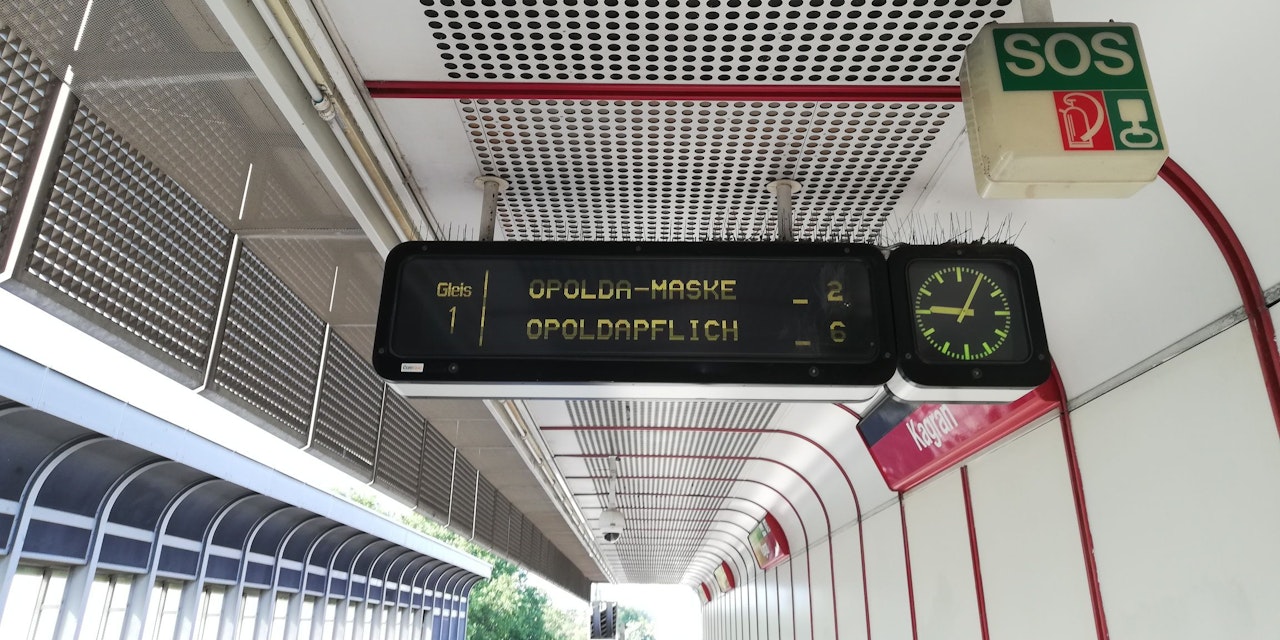 SOS
Gleis
1
OPOLDA-MASKE _ 2
OPOLDAPFLICH _ 6
Kagran